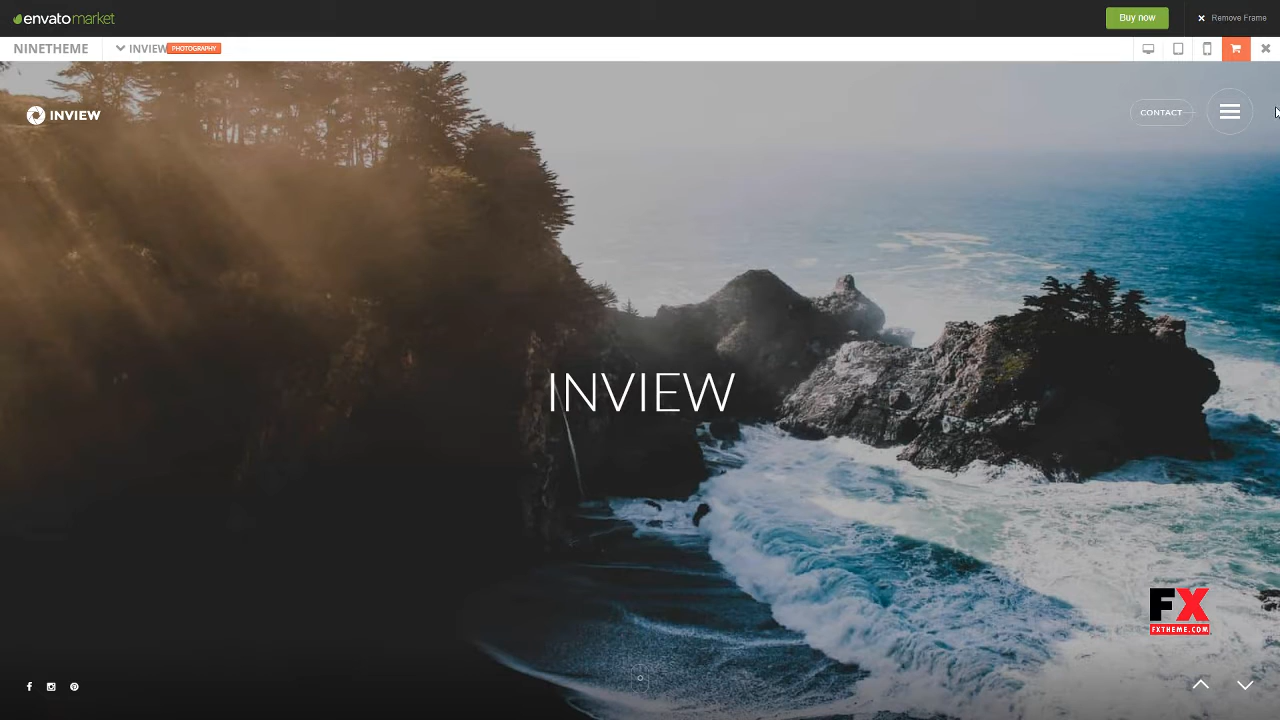 envatomarket
Buy now
Remove Frame
NINETHEME
INVIEW
PHOTOGRAPHY
INVIEW
CONTACT
INVIEW
FX
FXTHEME.COM